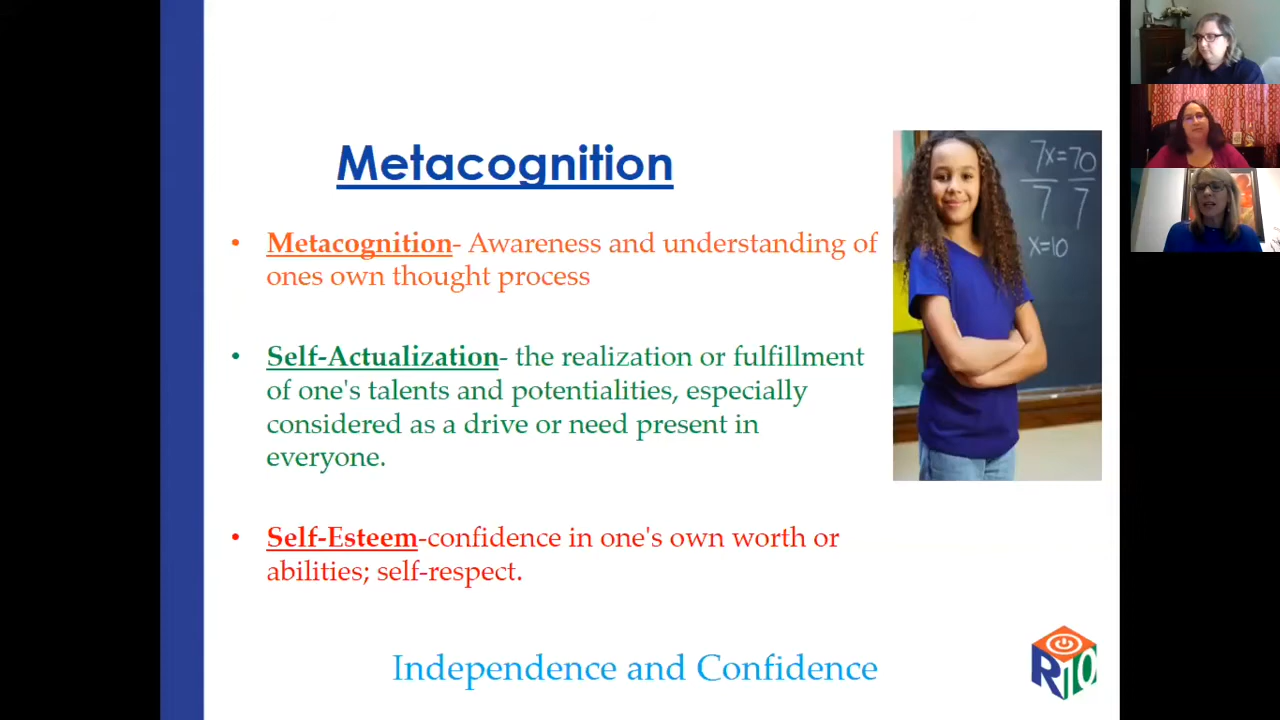 Metacognition
• Metacognition- Awareness and understanding of
ones own thought process
• Self-Actualization- the realization or fulfillment
of one's talents and potentialities, especially
considered as a drive or need present in
everyone.
• Self-Esteem-confidence in one's own worth or
abilities; self-respect.
Independence and Confidence
7x=70
7 7
x=10
R10